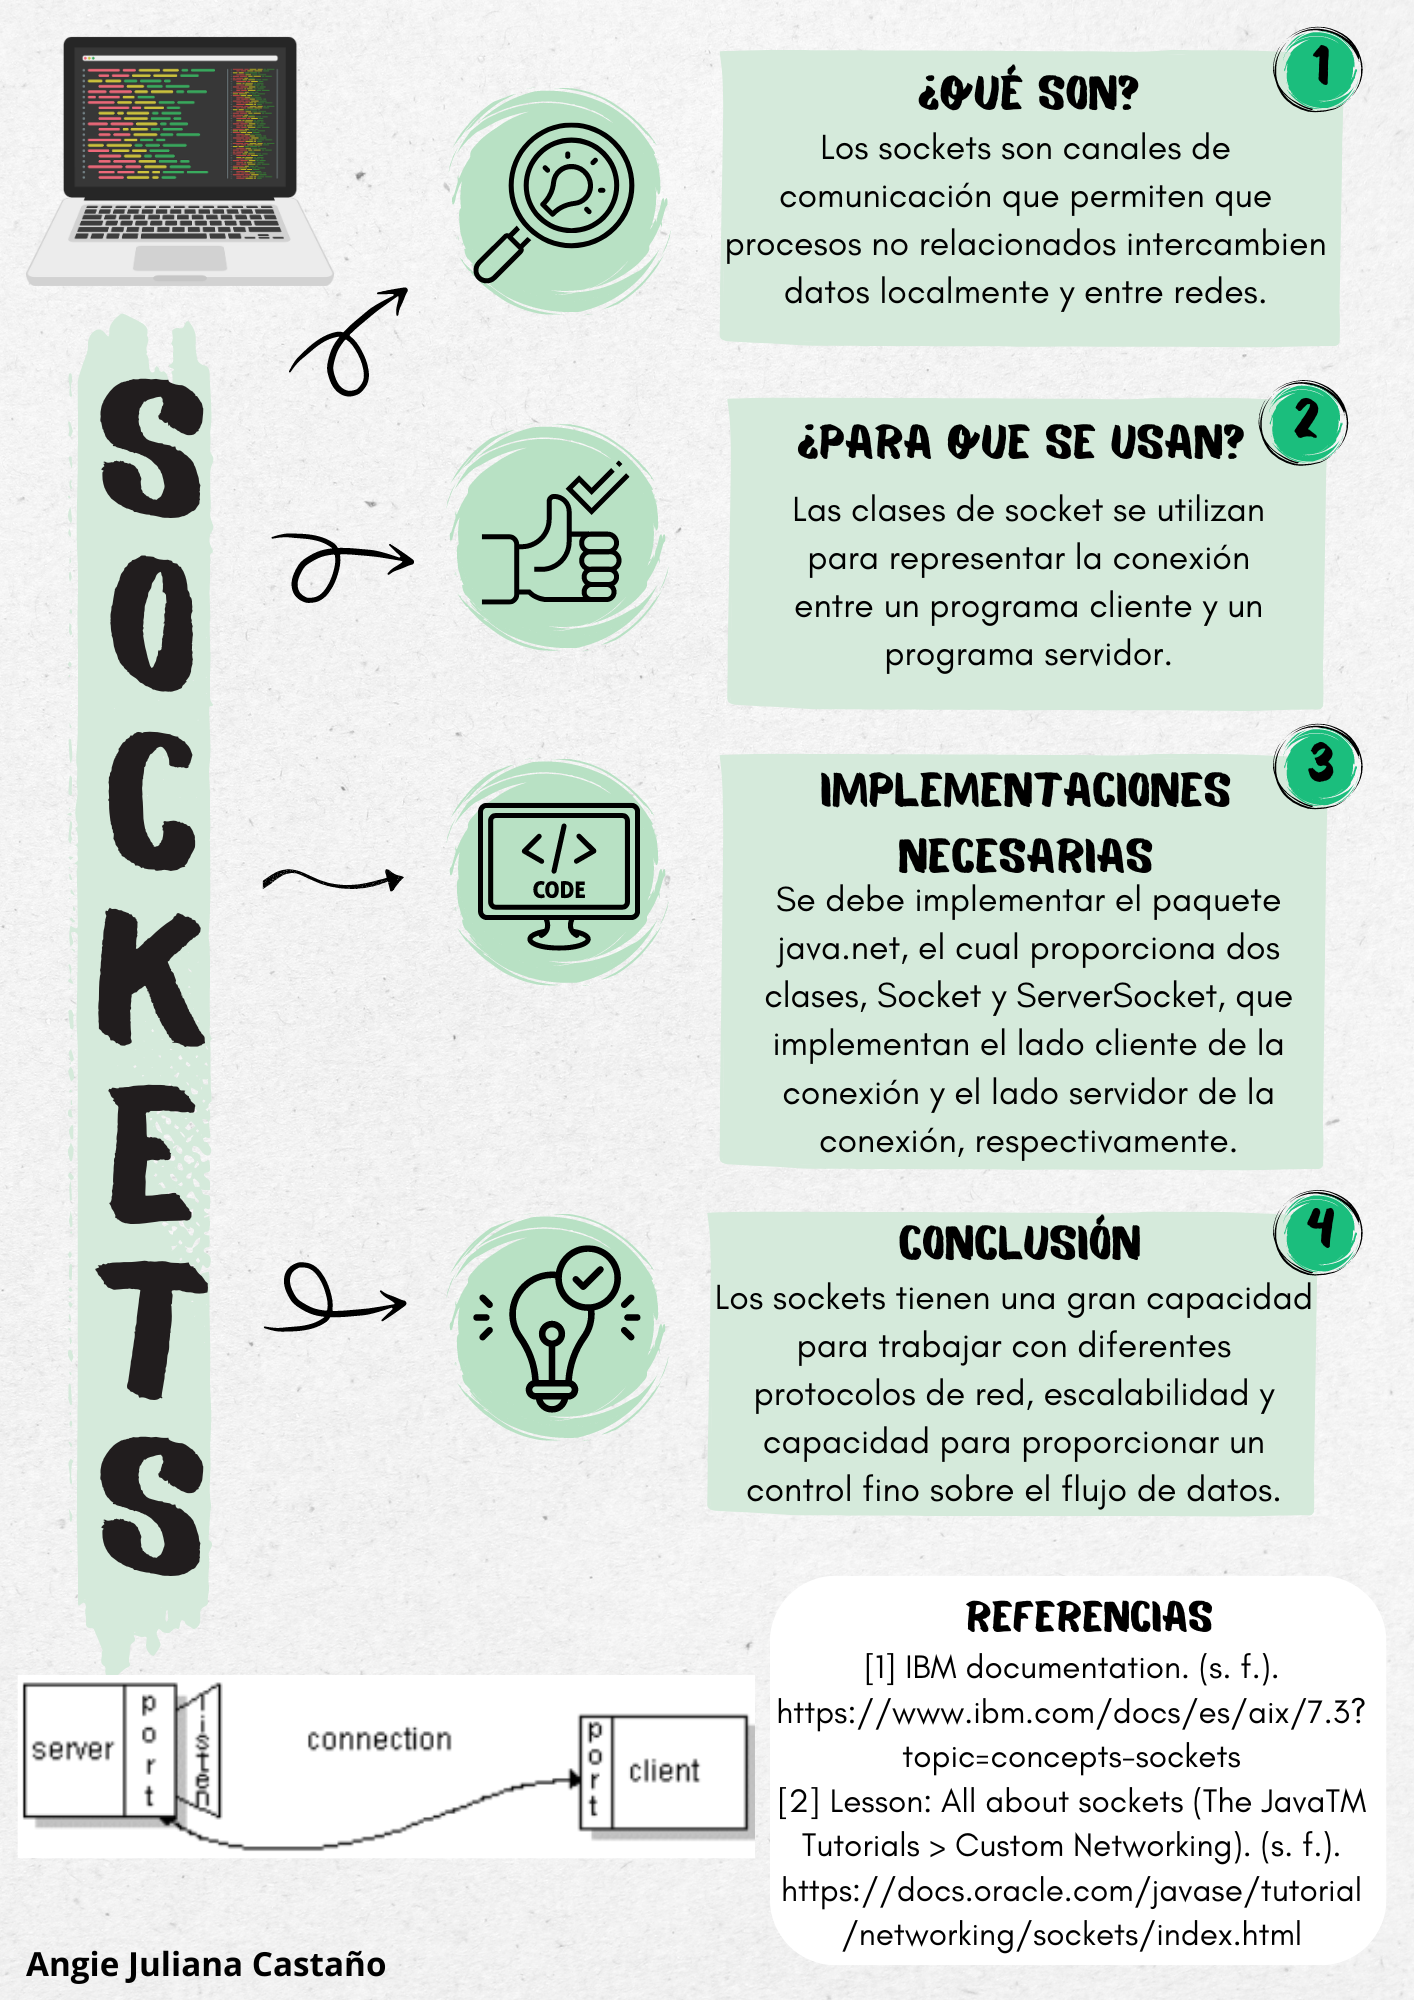 SOCKETS
1
¿QUÉ SON?
Los sockets son canales de
comunicación que permiten que
procesos no relacionados intercambien
datos localmente y entre redes.
2
¿PARA QUE SE USAN?
Las clases de socket se utilizan
para representar la conexión
entre un programa cliente y un
programa servidor.
3
IMPLEMENTACIONES
NECESARIAS
Se debe implementar el paquete
java.net, el cual proporciona dos
clases, Socket y ServerSocket, que
implementan el lado cliente de la
conexión y el lado servidor de la
conexión, respectivamente.
</> 
CODE
4
CONCLUSIÓN
Los sockets tienen una gran capacidad
para trabajar con diferentes
protocolos de red, escalabilidad y
capacidad para proporcionar un
control fino sobre el flujo de datos.
server
port
listen
connection
port
client
REFERENCIAS
[1] IBM documentation. (s. f.).
https://www.ibm.com/docs/es/aix/7.3?
topic=concepts-sockets
[2] Lesson: All about sockets (The JavaTM
Tutorials > Custom Networking). (s. f.).
https://docs.oracle.com/javase/tutorial
/networking/sockets/index.html
Angie Juliana Castaño